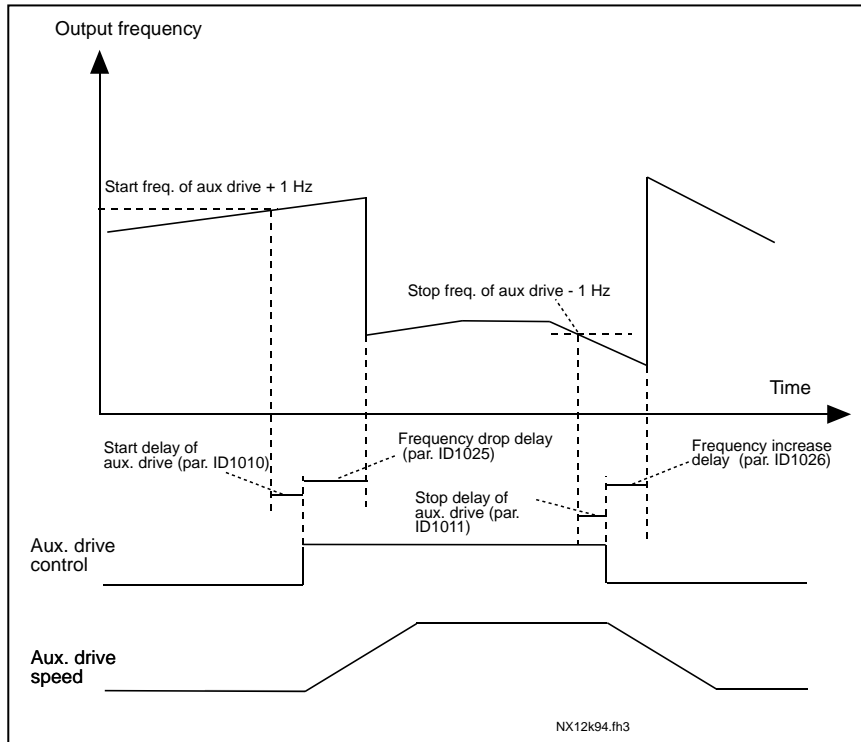 Output frequency
Start freq. of aux drive + 1 Hz
Stop freq. of aux drive - 1 Hz
Time
Start delay of
aux. drive (par. ID1010)
Frequency drop delay
(par. ID1025)
Stop delay of
aux. drive (par.
ID1011)
Frequency increase
delay (par. ID1026)
Aux. drive
control
Aux. drive
speed
NX12k94.fh3